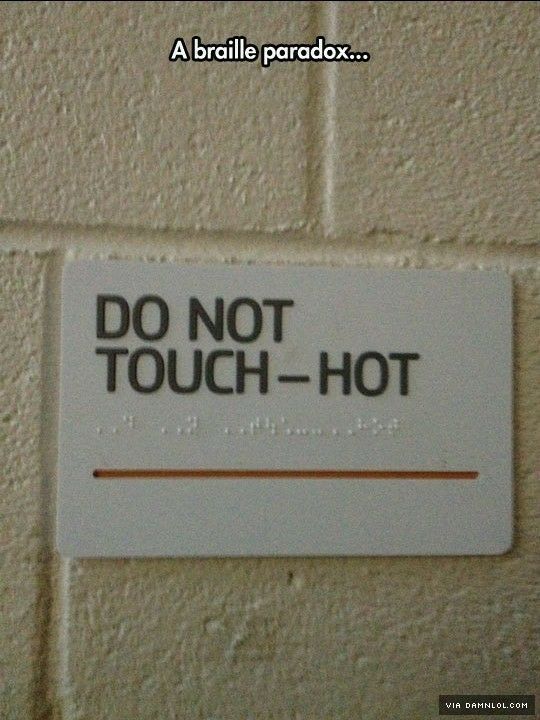 A braille paradox...
DO NOT
TOUCH – HOT
VIA DAMNLOL.COM